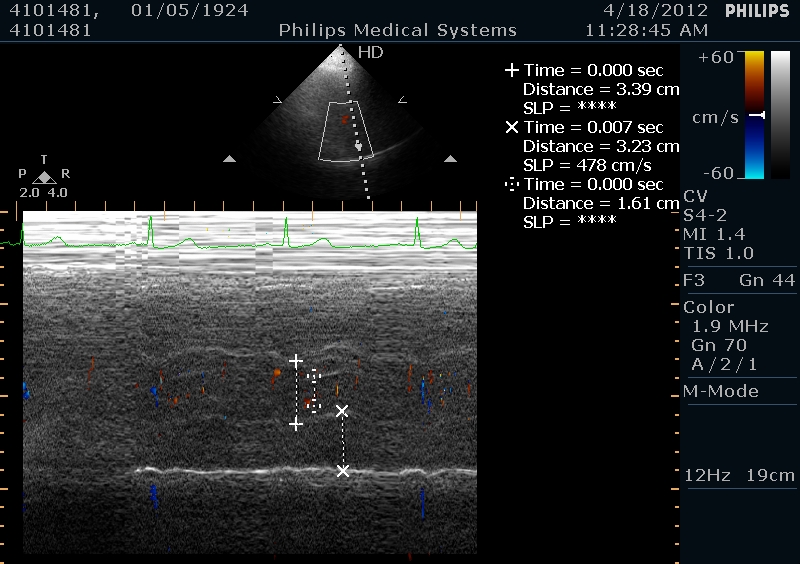 4101481, 01/05/1924 4/18/2012 PHILIPS
4101481 Philips Medical Systems 11:28:45 AM
HD
+ Time = 0.000 sec
Distance = 3.39 cm
SLP = ****
× Time = 0.007 sec
Distance = 3.23 cm
SLP = 478 cm/s
Time = 0.000 sec
Distance = 1.61 cm
SLP = ****
T
P R
2.0 4.0
+60
cm/s
-60
CV
S4-2
MI 1.4
TIS 1.0
F3 Gn 44
Color
1.9 MHz
Gn 70
A / 2 / 1
M-Mode
12Hz 19cm